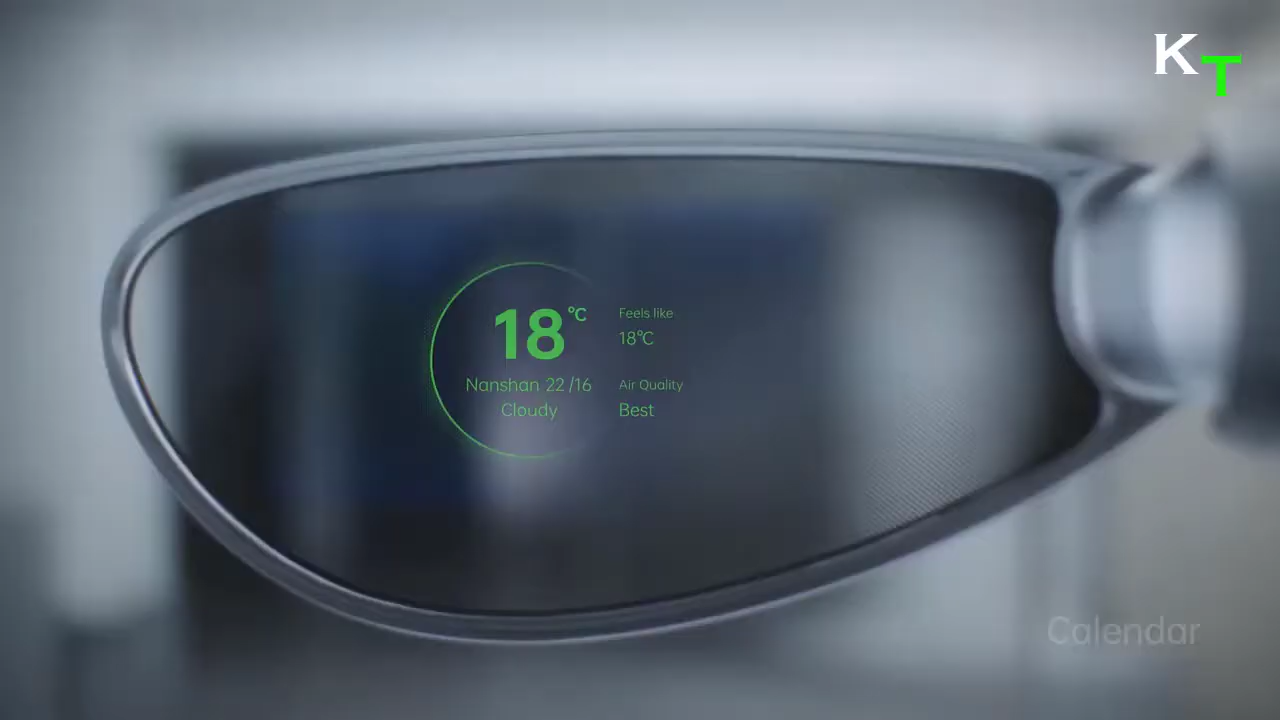 KT
18°C
Nanshan 22 /16
Cloudy
Feels like
18°C
Air Quality
Best
Calendar